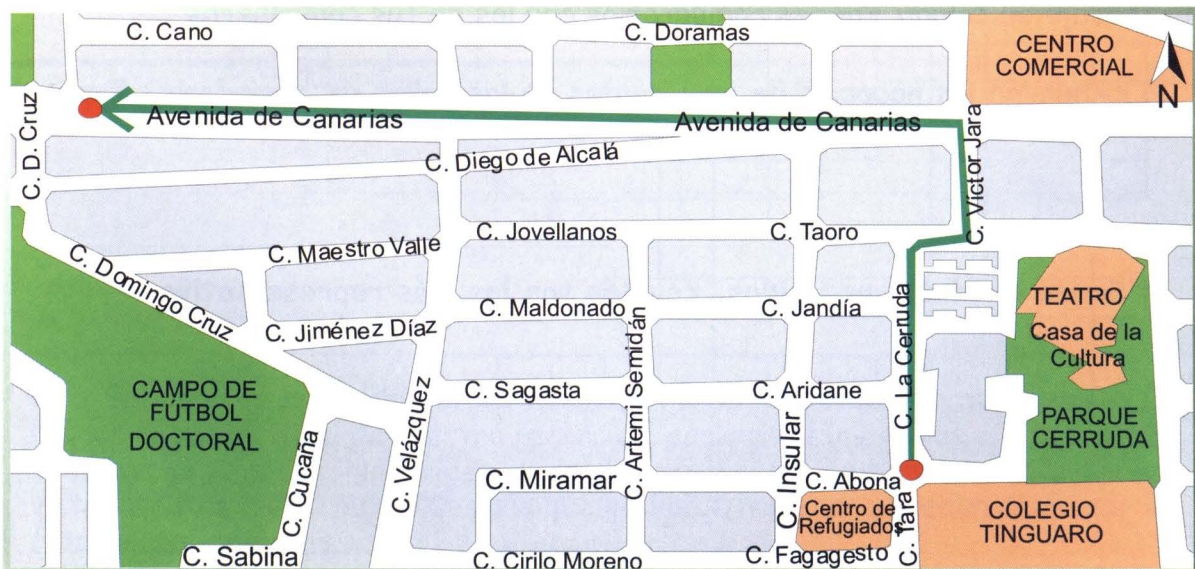 C. Cano
C. Doramas
CENTRO
COMERCIAL
N
C. D. Cruz
Avenida de Canarias
Avenida de Canarias
C. Victor Jara
C. Diego de Alcalá
C. Maestro Valle
C. Jovellanos
C. Taoro
C. Domingo Cruz
C. Jiménez Díaz
C. Maldonado
C. Jandía
C. La Cerruda
TEATRO
Casa de la
Cultura
CAMPO DE
FÚTBOL
DOCTORAL
C. Velázquez
C. Sagasta
C. Artemi Semidán
C. Aridane
PARQUE
CERRUDA
C. Cucaña
C. Miramar
C. Insular
C. Abona
Centro de
Refugiados
C. Tara
COLEGIO
TINGUARO
C. Sabina
C. Cirilo Moreno
C. Fagagesto